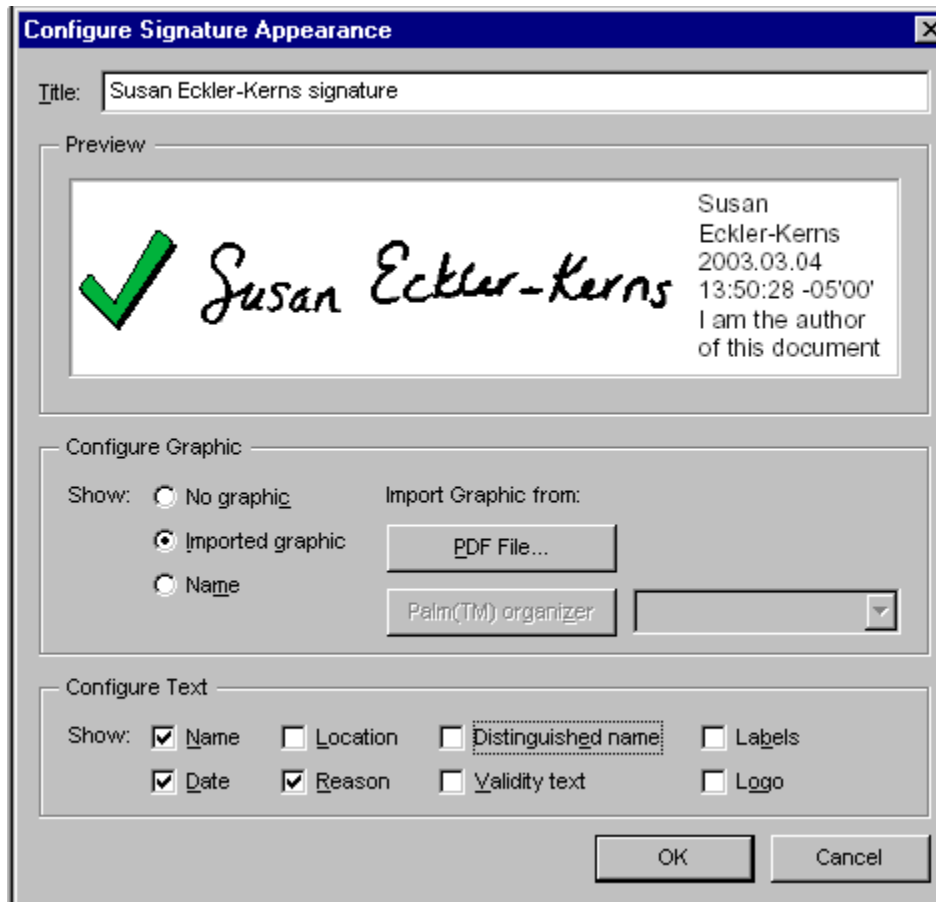 Configure Signature Appearance
Title: Susan Eckler-Kerns signature
Preview
Susan Eckler-Kerns
Susan
Eckler-Kerns
2003.03.04
13:50:28 -05'00'
I am the author
of this document
Configure Graphic
Show: No graphic Import Graphic from:
Imported graphic PDF File...
Name
Palm(TM) organizer
Configure Text
Show: Name Location Distinguished name Labels
Date Reason Validity text Logo
OK Cancel